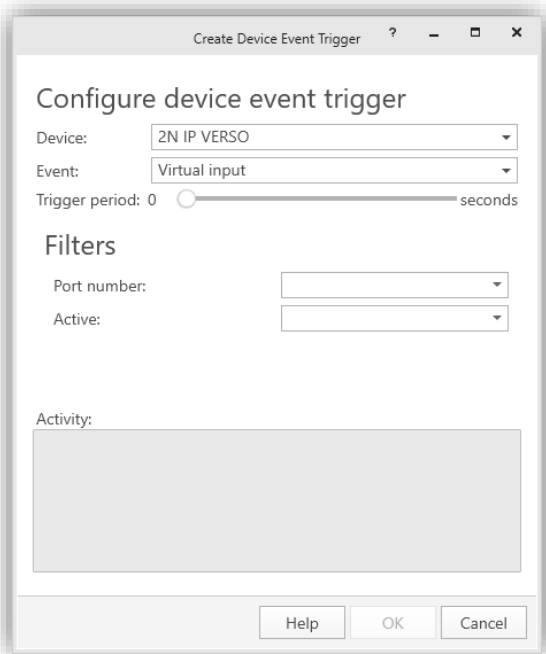 Create Device Event Trigger ?
Configure device event trigger
Device: 2N IP VERSO
Event: Virtual input
Trigger period: 0 seconds
Filters
Port number:
Active:
Activity:
Help OK Cancel